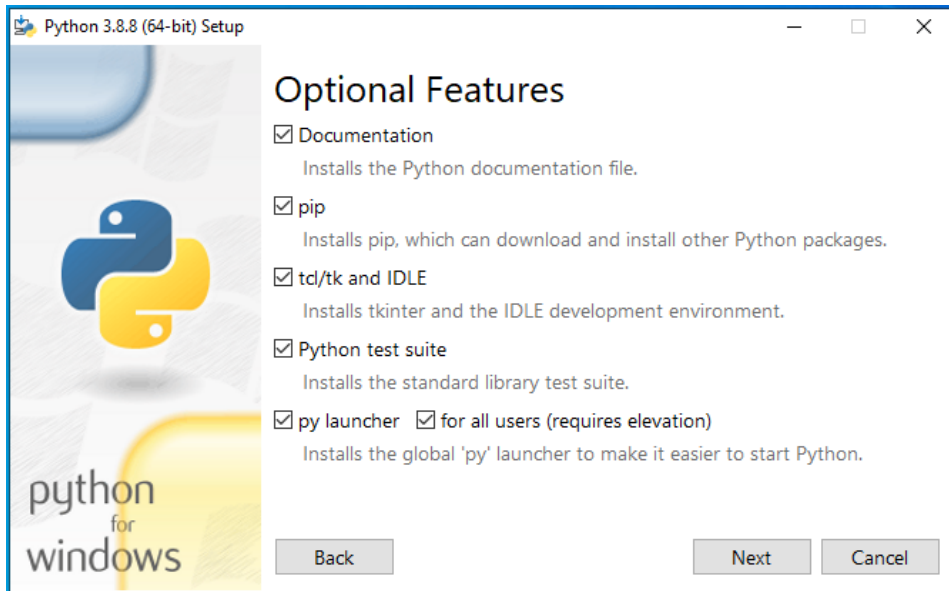 Python 3.8.8 (64-bit) Setup
Optional Features
Documentation
Installs the Python documentation file.
pip
Installs pip, which can download and install other Python packages.
tcl/tk and IDLE
Installs tkinter and the IDLE development environment.
Python test suite
Installs the standard library test suite.
py launcher for all users (requires elevation)
Installs the global 'py' launcher to make it easier to start Python.
python
for
windows
Back Next Cancel